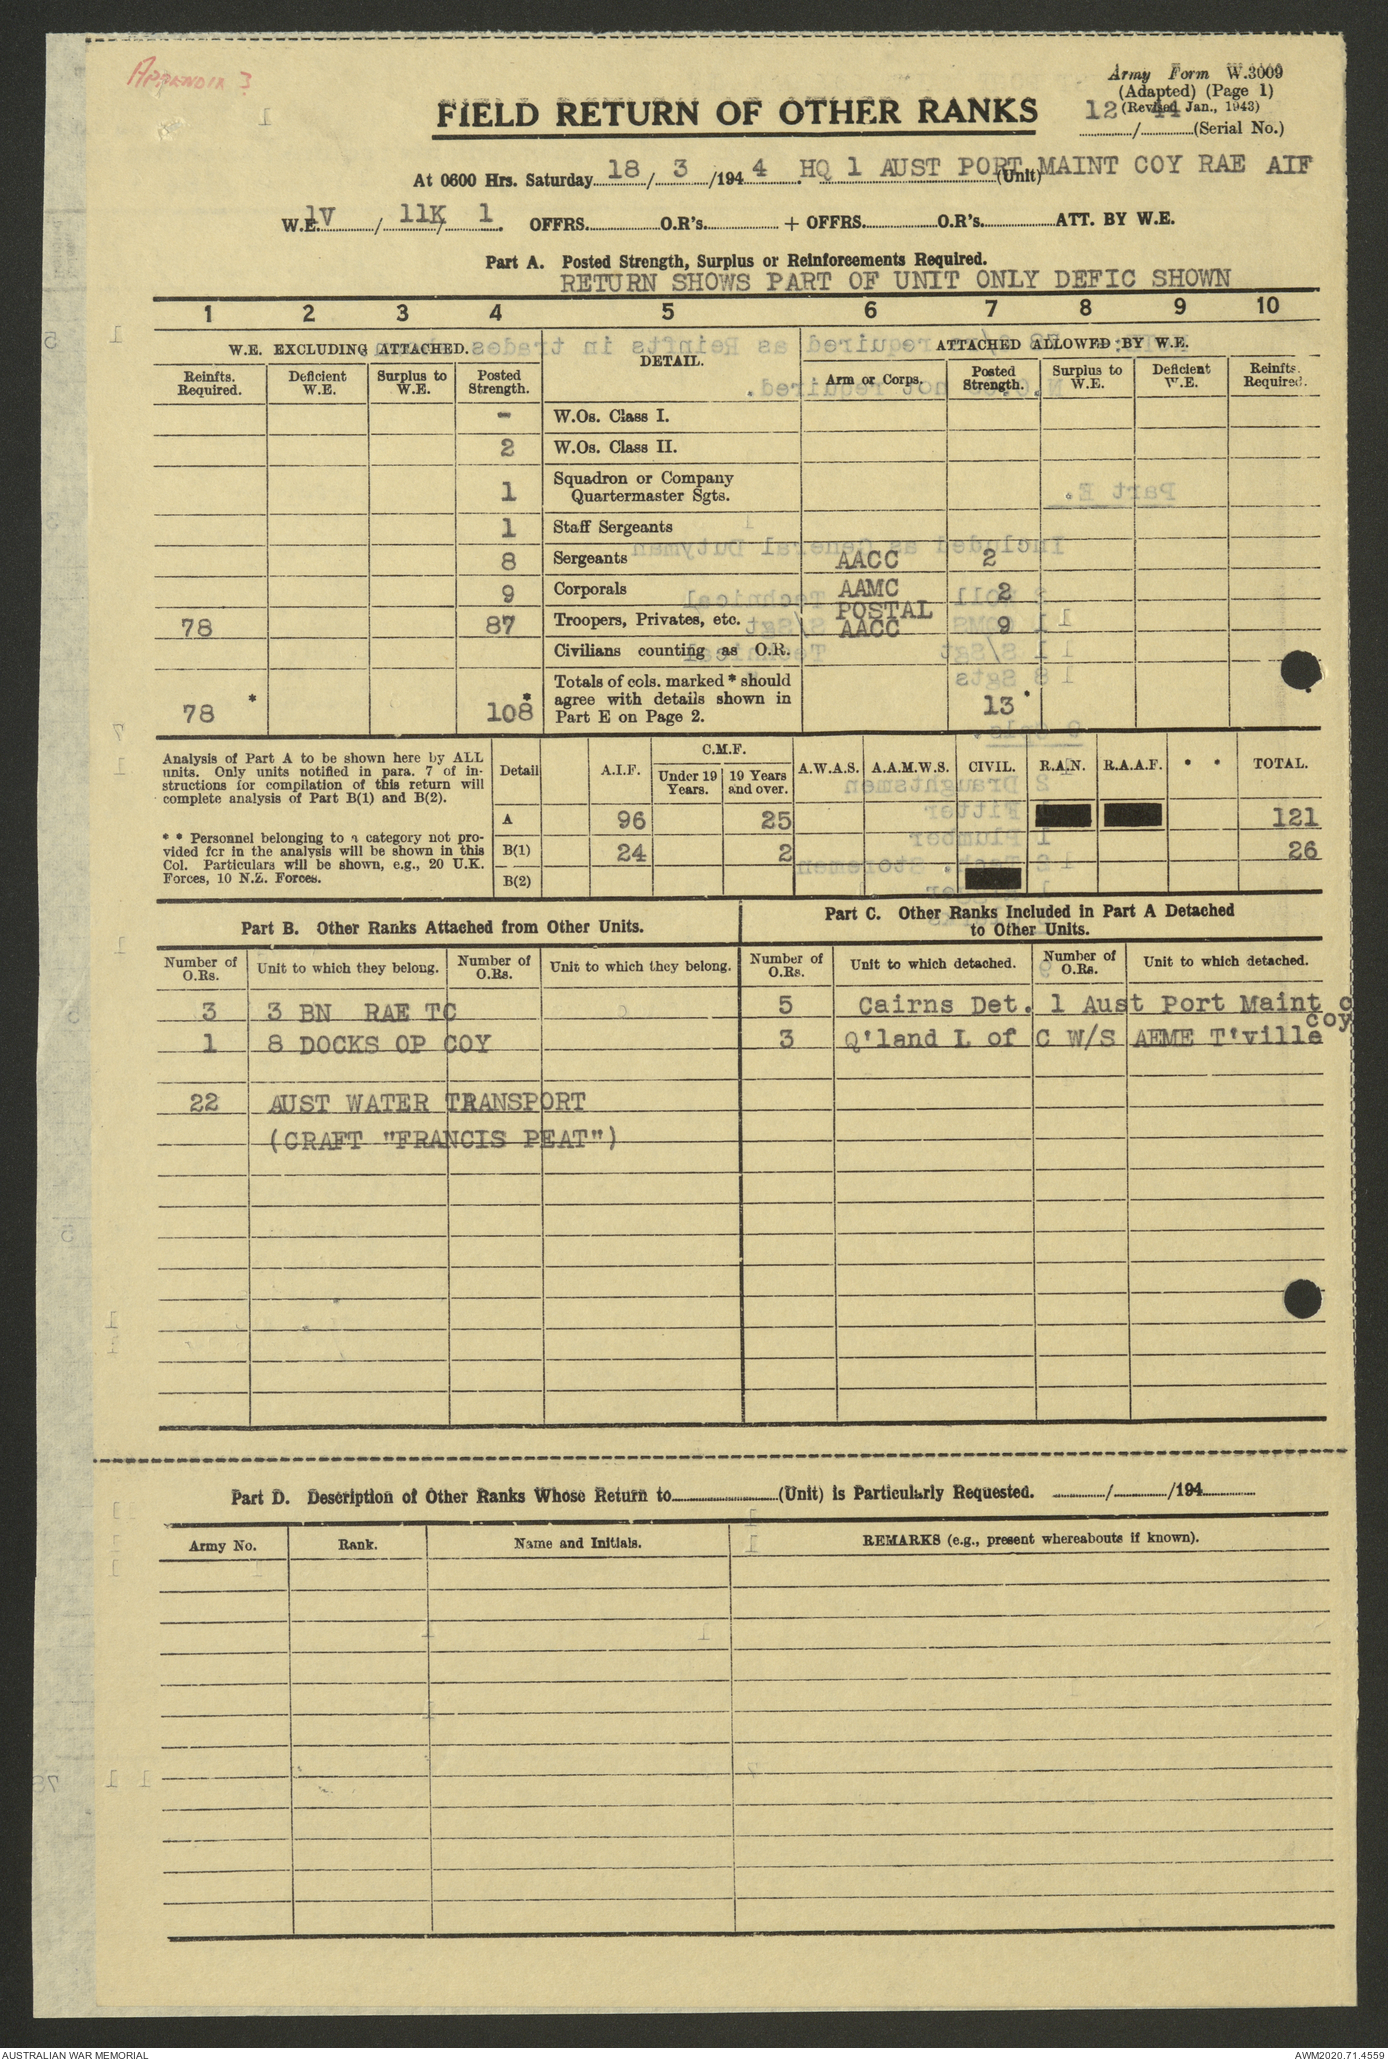 Appendix 3
Army Form W.3009
(Adapted) (Page 1)
(Revised Jan., 1943)
12 / 44 (Serial No.)
FIELD RETURN OF OTHER RANKS
At 0600 Hrs. Saturday 18 / 3 /194 4 HQ 1 AUST PORT MAINT COY RAE AIF (Unit)
W.E. 1V / 11K / 1 . OFFRS. O.R's. + OFFRS. O.R's. ATT. BY W.E.
Part A. Posted Strength, Surplus or Reinforcements Required.
RETURN SHOWS PART OF UNIT ONLY DEFIC SHOWN
1 2 3 4 5 6 7 8 9 10
W.E. EXCLUDING ATTACHED. DETAIL. ATTACHED ALLOWED BY W.E.
Reinfts. Required. Deficient W.E. Surplus to W.E. Posted Strength. Arm or Corps. Posted Strength. Surplus to W.E. Deficient W.E. Reinfts. Required.
- W.Os. Class I.
2 W.Os. Class II.
1 Squadron or Company Quartermaster Sgts.
1 Staff Sergeants
8 Sergeants AACC 2
9 Corporals AAMC 2
POSTAL
78 87 Troopers, Privates, etc. AACC 9
Civilians counting as O.R.
78 * 108 * Totals of cols. marked * should agree with details shown in Part E on Page 2. 13 *
Analysis of Part A to be shown here by ALL
units. Only units notified in para. 7 of in-
structions for compilation of this return will
complete analysis of Part B(1) and B(2).
* * Personnel belonging to a category not pro-
vided for in the analysis will be shown in this
Col. Particulars will be shown, e.g., 20 U.K.
Forces, 10 N.Z. Forces.
Detail A.I.F. C.M.F. Under 19 Years. 19 Years and over. A.W.A.S. A.A.M.W.S. CIVIL. R.A.N. R.A.A.F. * * TOTAL.
A 96 25 121
B(1) 24 2 26
B(2)
Part B. Other Ranks Attached from Other Units.
Part C. Other Ranks Included in Part A Detached
to Other Units.
Number of O.Rs. Unit to which they belong. Number of O.Rs. Unit to which they belong. Number of O.Rs. Unit to which detached. Number of O.Rs. Unit to which detached.
3 3 BN RAE TC 5 Cairns Det. 1 Aust Port Maint
coy
1 8 DOCKS OP COY 3 Q'land L of C W/S AEME T'ville
22 AUST WATER TRANSPORT
(CRAFT "FRANCIS PEAT")
Part D. Description of Other Ranks Whose Return to (Unit) is Particularly Requested. / /194
Army No. Rank. Name and Initials. REMARKS (e.g., present whereabouts if known).
AUSTRALIAN WAR MEMORIAL
AWM2020.71.4559